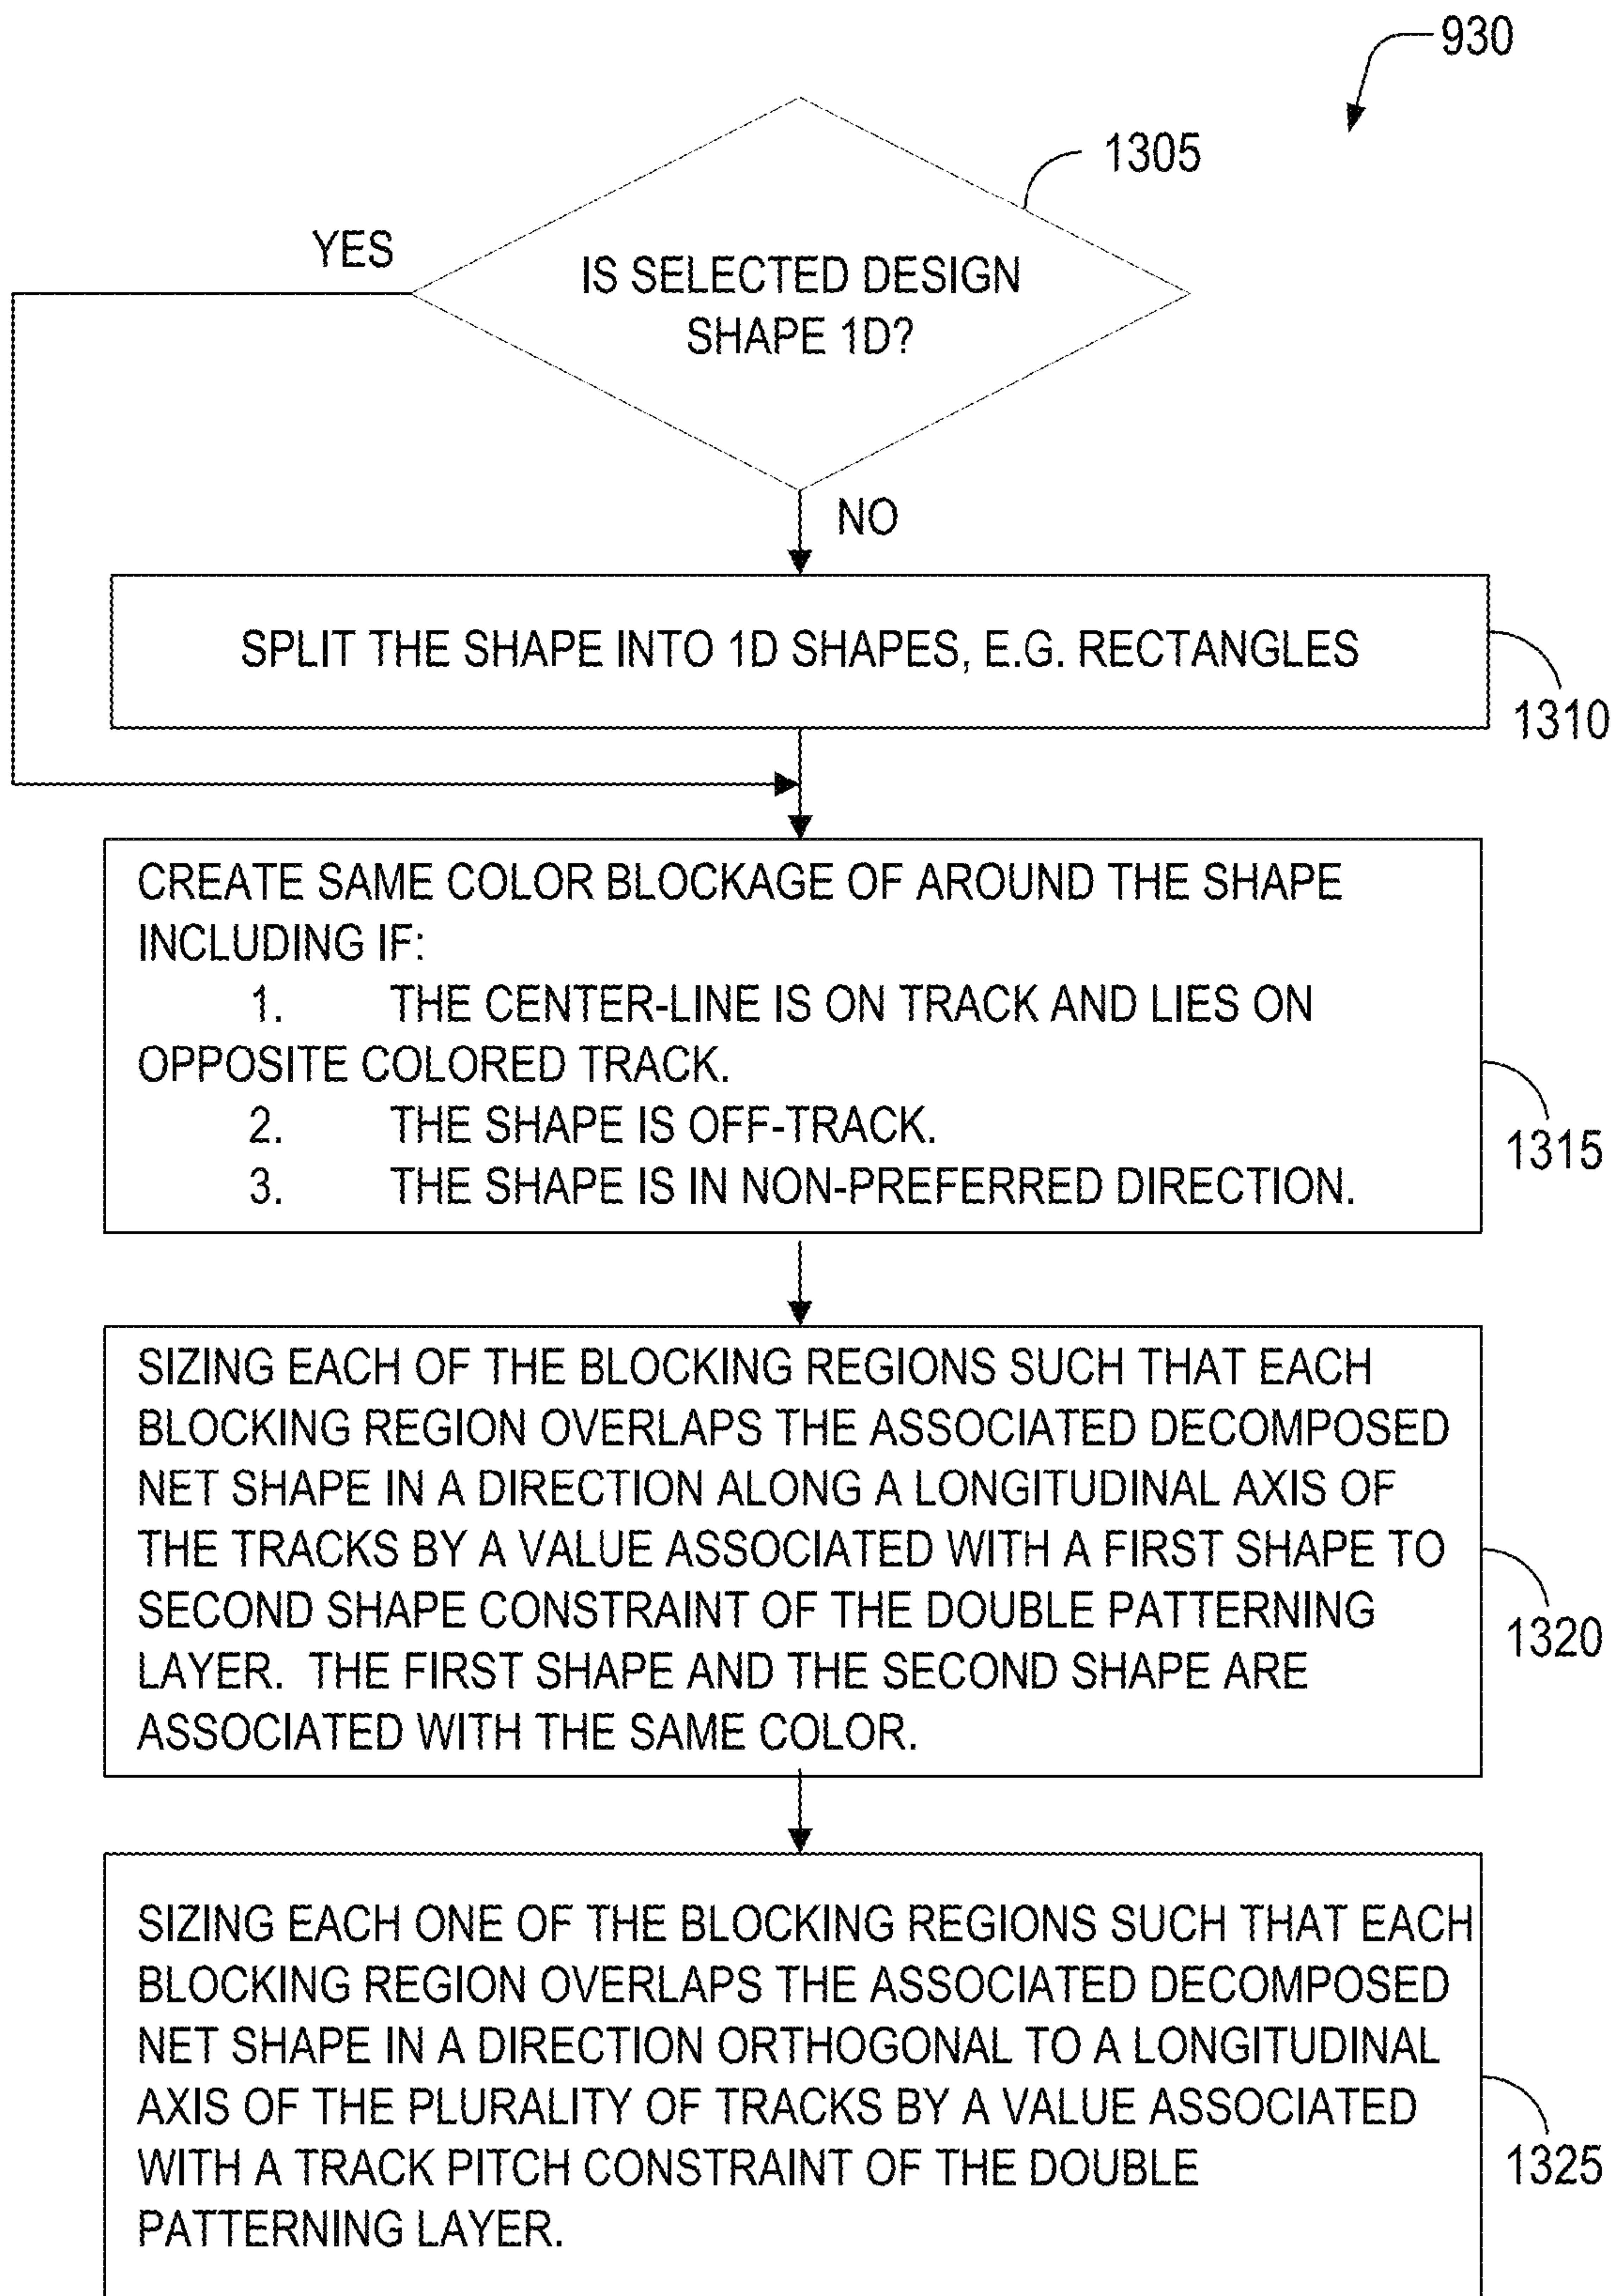 930
1305
YES
IS SELECTED DESIGN
SHAPE 1D?
NO
SPLIT THE SHAPE INTO 1D SHAPES, E.G. RECTANGLES
1310
CREATE SAME COLOR BLOCKAGE OF AROUND THE SHAPE
INCLUDING IF:
1. THE CENTER-LINE IS ON TRACK AND LIES ON
OPPOSITE COLORED TRACK.
2. THE SHAPE IS OFF-TRACK.
3. THE SHAPE IS IN NON-PREFERRED DIRECTION.
1315
SIZING EACH OF THE BLOCKING REGIONS SUCH THAT EACH
BLOCKING REGION OVERLAPS THE ASSOCIATED DECOMPOSED
NET SHAPE IN A DIRECTION ALONG A LONGITUDINAL AXIS OF
THE TRACKS BY A VALUE ASSOCIATED WITH A FIRST SHAPE TO
SECOND SHAPE CONSTRAINT OF THE DOUBLE PATTERNING
LAYER. THE FIRST SHAPE AND THE SECOND SHAPE ARE
ASSOCIATED WITH THE SAME COLOR.
1320
SIZING EACH ONE OF THE BLOCKING REGIONS SUCH THAT EACH
BLOCKING REGION OVERLAPS THE ASSOCIATED DECOMPOSED
NET SHAPE IN A DIRECTION ORTHOGONAL TO A LONGITUDINAL
AXIS OF THE PLURALITY OF TRACKS BY A VALUE ASSOCIATED
WITH A TRACK PITCH CONSTRAINT OF THE DOUBLE
PATTERNING LAYER.
1325